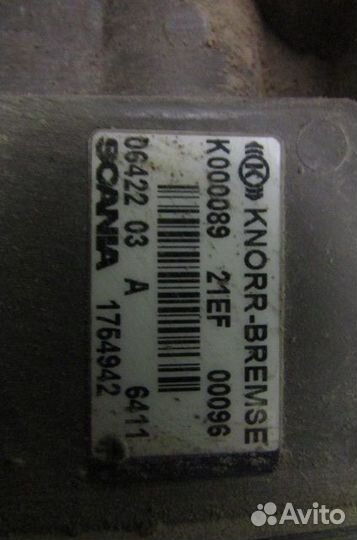 KNORR-BREMSE
K000089 21EF 00096
06422 03 A 6411
SCANIA 1764942
Avito